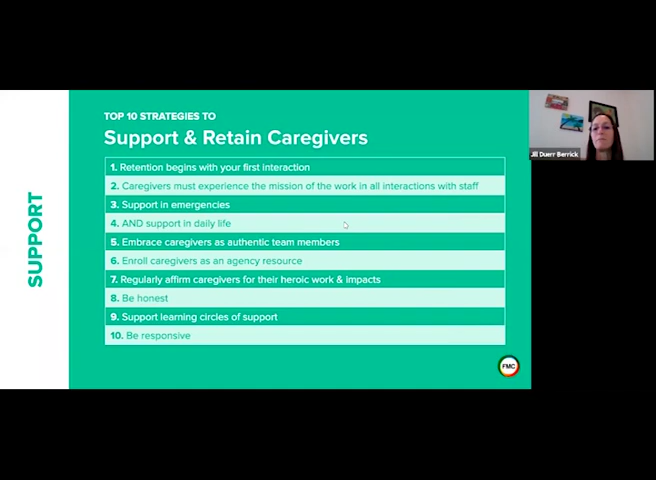 SUPPORT
TOP 10 STRATEGIES TO
Support & Retain Caregivers
1. Retention begins with your first interaction
2. Caregivers must experience the mission of the work in all interactions with staff
3. Support in emergencies
4. AND support in daily life
5. Embrace caregivers as authentic team members
6. Enroll caregivers as an agency resource
7. Regularly affirm caregivers for their heroic work & impacts
8. Be honest
9. Support learning circles of support
10. Be responsive
FMC
Jill Duerr Berrick